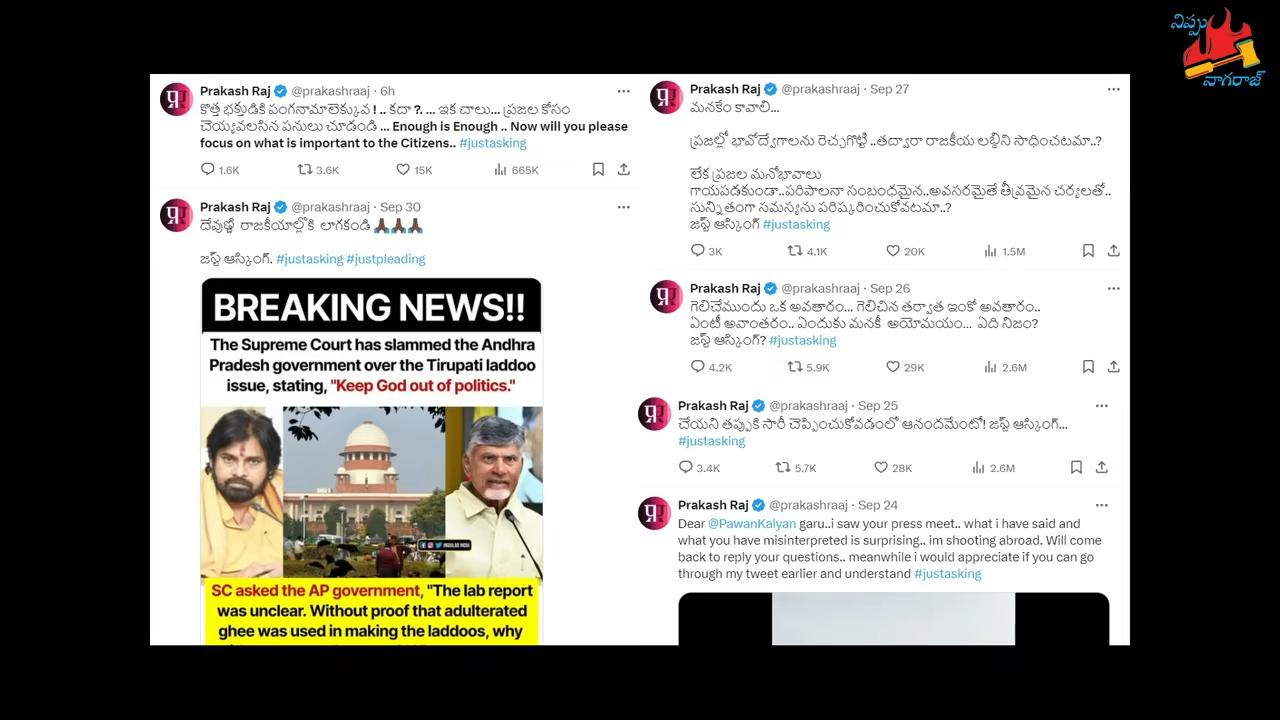 నిప్పు
నాగరాజ్
Prakash Raj @prakashraaj · 6h
కొత్త భక్తుడికి పంగనామాలెక్కువ ! .. కదా ?. ... ఇక చాలు... ప్రజల కోసం
చెయ్యవలసిన పనులు చూడండి ... Enough is Enough .. Now will you please
focus on what is important to the Citizens.. #justasking
1.6K 3.6K 15K 665K
Prakash Raj @prakashraaj · Sep 30
దేవుణ్ణి రాజకీయాల్లోకి లాగకండి 🙏🏾🙏🏾🙏🏾
జస్ట్ ఆస్కింగ్. #justasking #justpleading
BREAKING NEWS!!
The Supreme Court has slammed the Andhra
Pradesh government over the Tirupati laddoo
issue, stating, "Keep God out of politics."
SC asked the AP government, "The lab report
was unclear. Without proof that adulterated
ghee was used in making the laddoos, why
Prakash Raj @prakashraaj · Sep 27
మనకేం కావాలి...
ప్రజల్లో భావోద్వేగాలను రెచ్చగొట్టి ..తద్వారా రాజకీయ లబ్ధిని సాధించటమా..?
లేక ప్రజల మనోభావాలు
గాయపడకుండా..పరిపాలనా సంబంధమైన..అవసరమైతే తీవ్రమైన చర్యలతో..
సున్నితంగా సమస్యను పరిష్కరించుకోవటమా..?
జస్ట్ ఆస్కింగ్ #justasking
3K 4.1K 20K 1.5M
Prakash Raj @prakashraaj · Sep 26
గెలిచేముందు ఒక అవతారం... గెలిచిన తర్వాత ఇంకో అవతారం..
ఏంటీ అవాంతరం.. ఎందుకు మనకీ అయోమయం... ఏది నిజం?
జస్ట్ ఆస్కింగ్? #justasking
4.2K 5.9K 29K 2.6M
Prakash Raj @prakashraaj · Sep 25
చేయని తప్పుకి సారీ చెప్పించుకోవడంలో ఆనందమేంటో! జస్ట్ ఆస్కింగ్...
#justasking
3.4K 5.7K 28K 2.6M
Prakash Raj @prakashraaj · Sep 24
Dear @PawanKalyan garu..i saw your press meet.. what i have said and
what you have misinterpreted is surprising.. im shooting abroad. Will come
back to reply your questions.. meanwhile i would appreciate if you can go
through my tweet earlier and understand #justasking